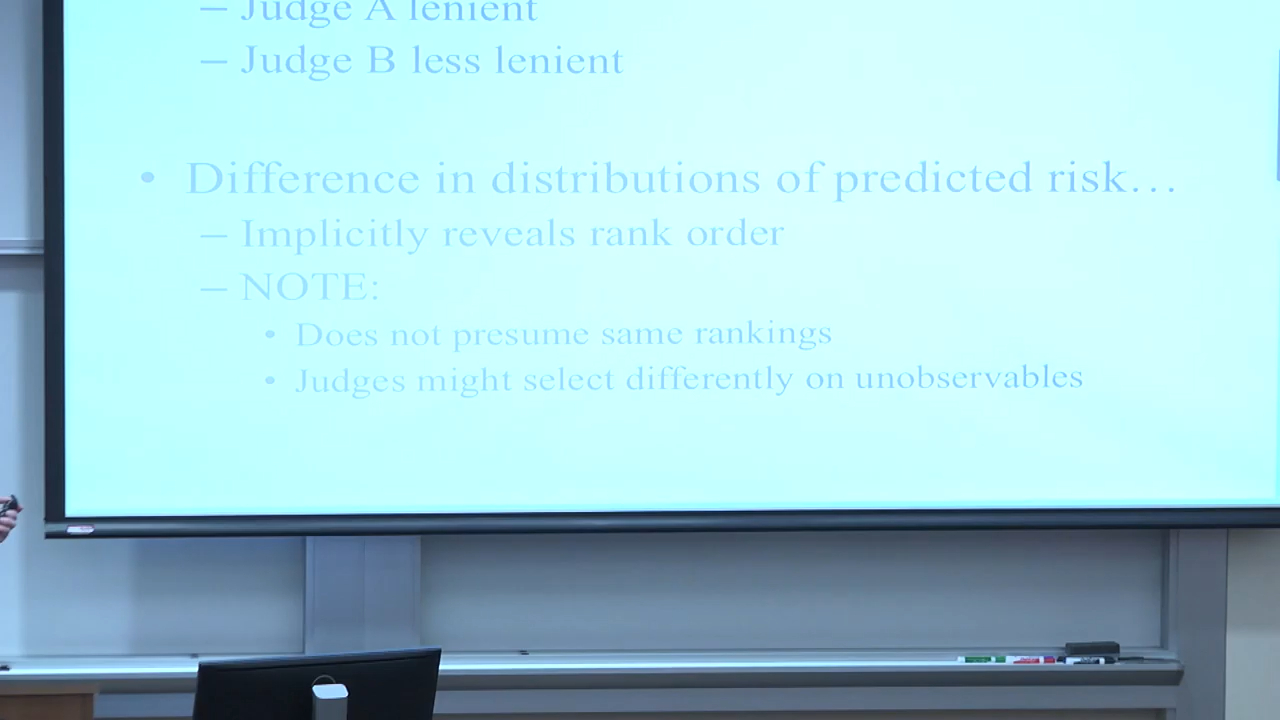 – Judge A lenient
– Judge B less lenient
• Difference in distributions of predicted risk…
– Implicitly reveals rank order
– NOTE:
• Does not presume same rankings
• Judges might select differently on unobservables